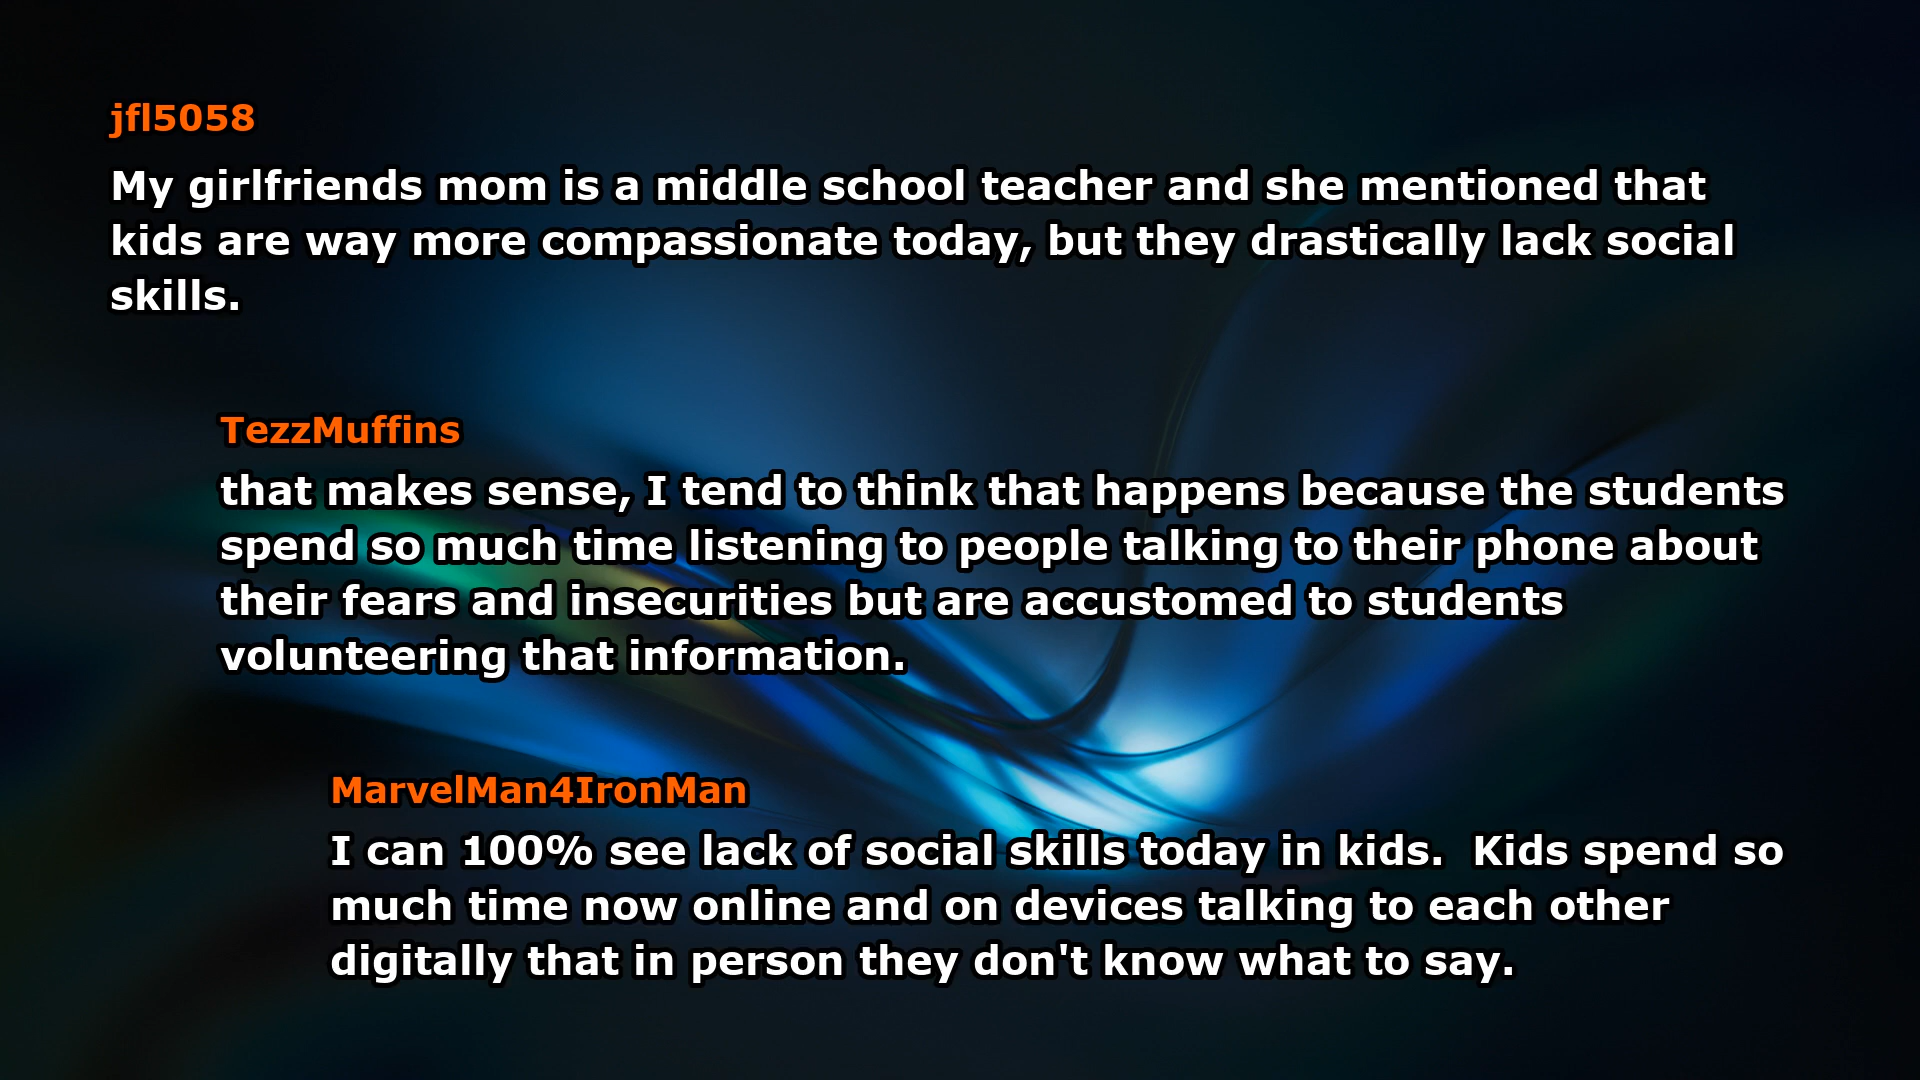 jfl5058
My girlfriends mom is a middle school teacher and she mentioned that
kids are way more compassionate today, but they drastically lack social
skills.
TezzMuffins
that makes sense, I tend to think that happens because the students
spend so much time listening to people talking to their phone about
their fears and insecurities but are accustomed to students
volunteering that information.
MarvelMan4IronMan
I can 100% see lack of social skills today in kids.  Kids spend so
much time now online and on devices talking to each other
digitally that in person they don't know what to say.